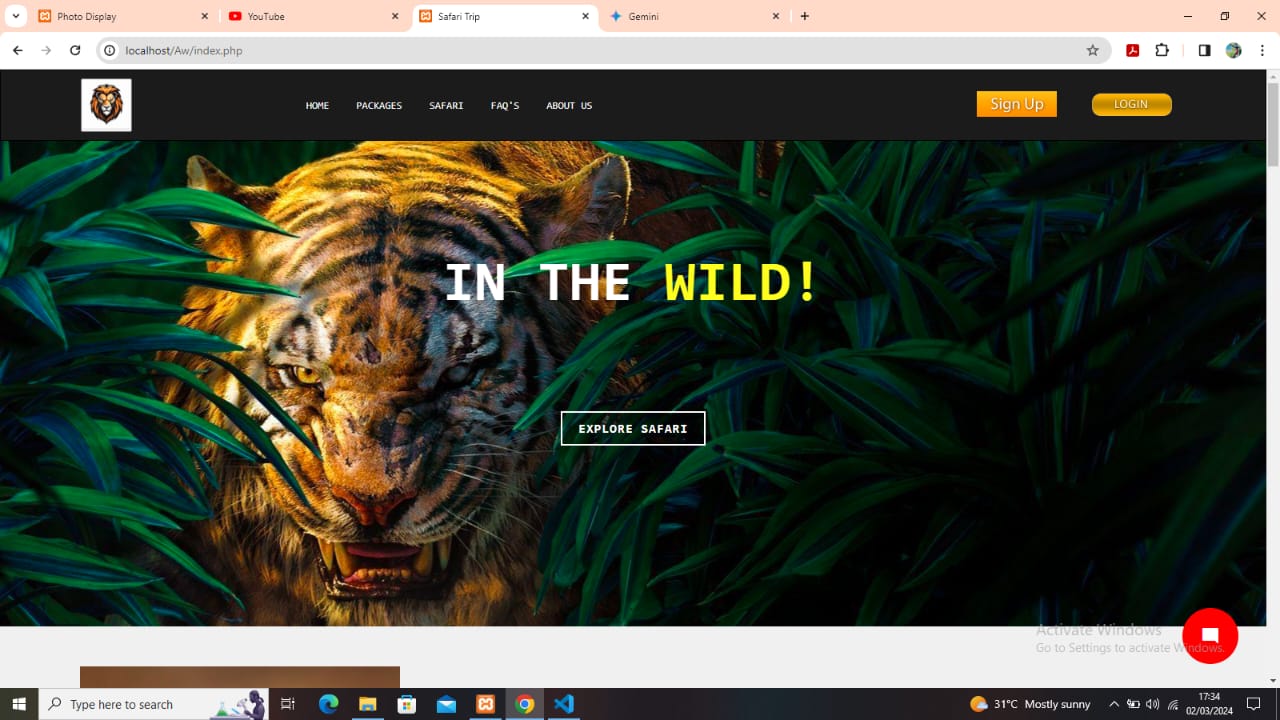 Photo Display
YouTube
Safari Trip
Gemini
localhost/Aw/index.php
HOME
PACKAGES
SAFARI
FAQ'S
ABOUT US
Sign Up
LOGIN
IN THE WILD!
EXPLORE SAFARI
Activate Windows
Go to Settings to activate Windows.
Type here to search
31°C Mostly sunny
17:34
02/03/2024